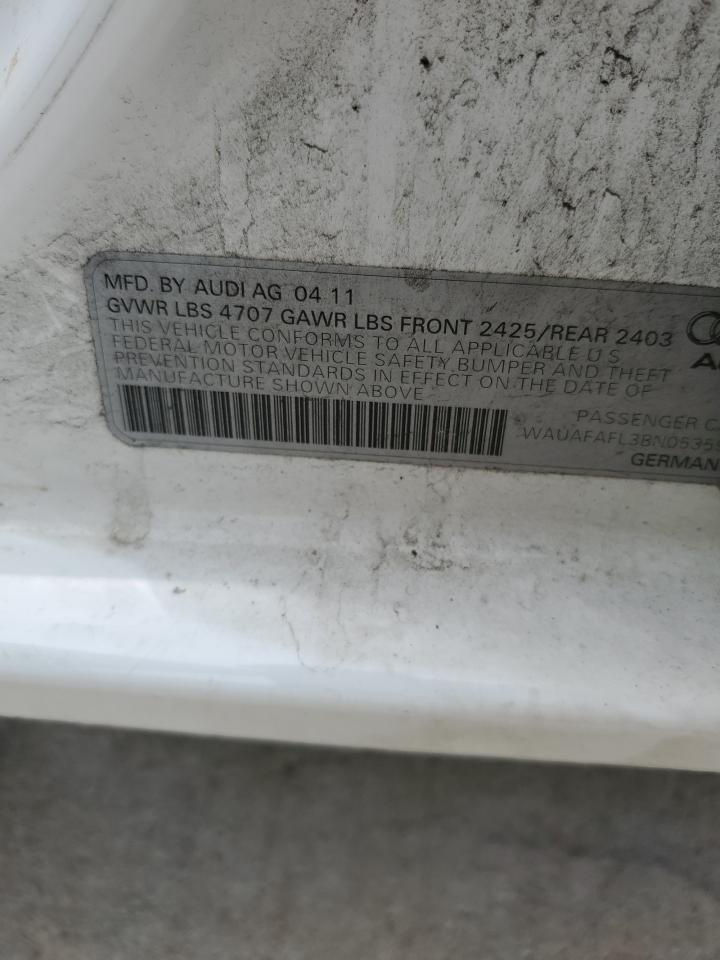 MFD. BY AUDI AG 04 11
GVWR LBS 4707 GAWR LBS FRONT 2425/REAR 2403
THIS VEHICLE CONFORMS TO ALL APPLICABLE U S
FEDERAL MOTOR VEHICLE SAFETY BUMPER AND THEFT
PREVENTION STANDARDS IN EFFECT ON THE DATE OF
MANUFACTURE SHOWN ABOVE
PASSENGER
GERMAN